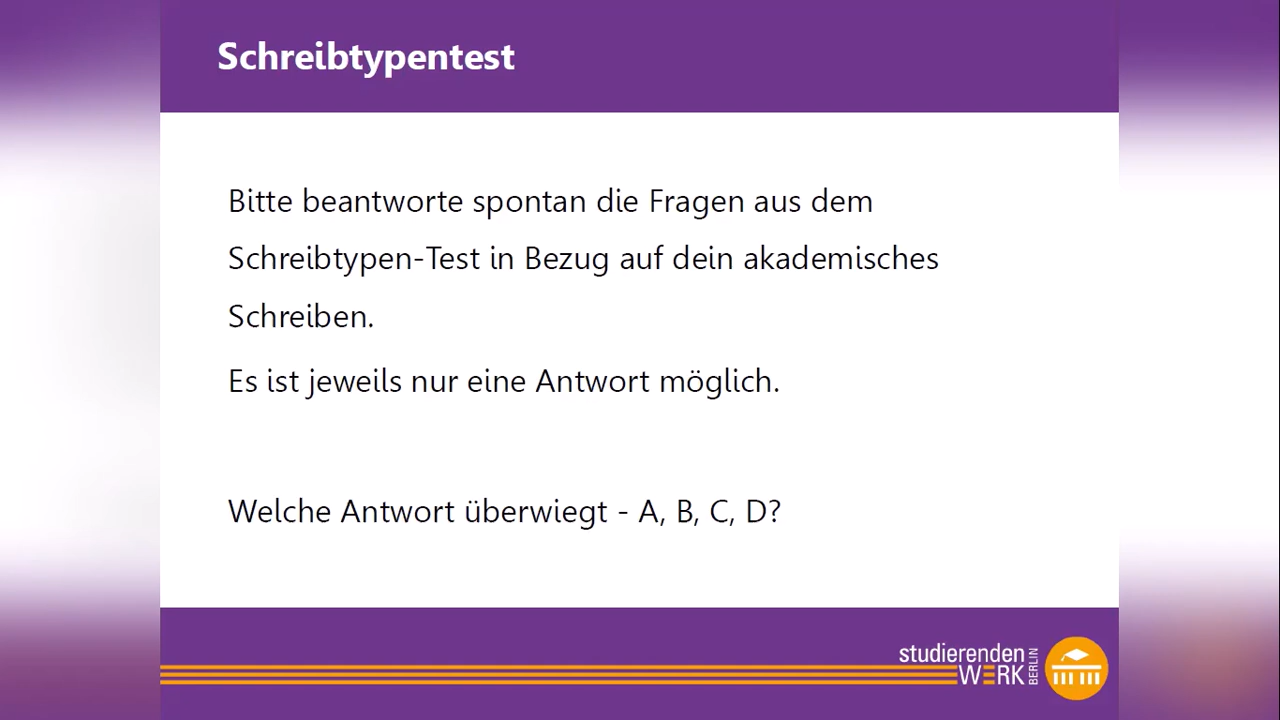 Schreibtypentest
Bitte beantworte spontan die Fragen aus dem
Schreibtypen-Test in Bezug auf dein akademisches
Schreiben.
Es ist jeweils nur eine Antwort möglich.
Welche Antwort überwiegt - A, B, C, D?
studierenden
WERK
BERLIN